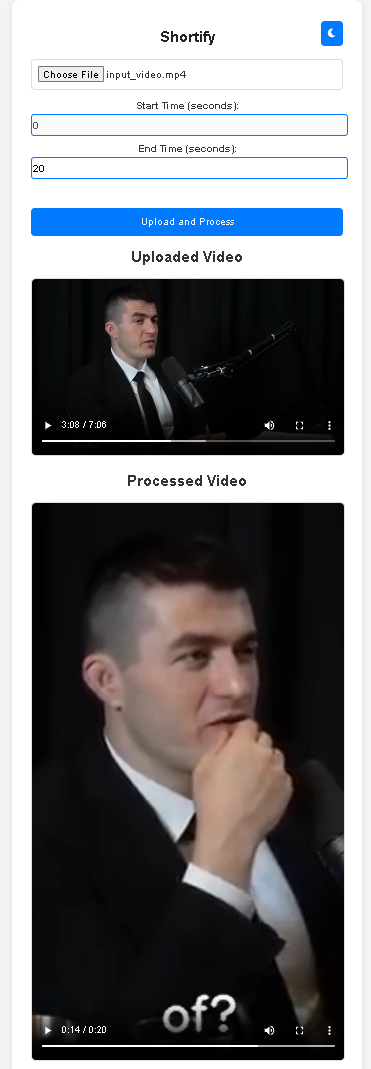 Shortify
Choose File input_video.mp4
Start Time (seconds):
0
End Time (seconds):
20
Upload and Process
Uploaded Video
3:08 / 7:06
Processed Video
of?
0:14 / 0:20